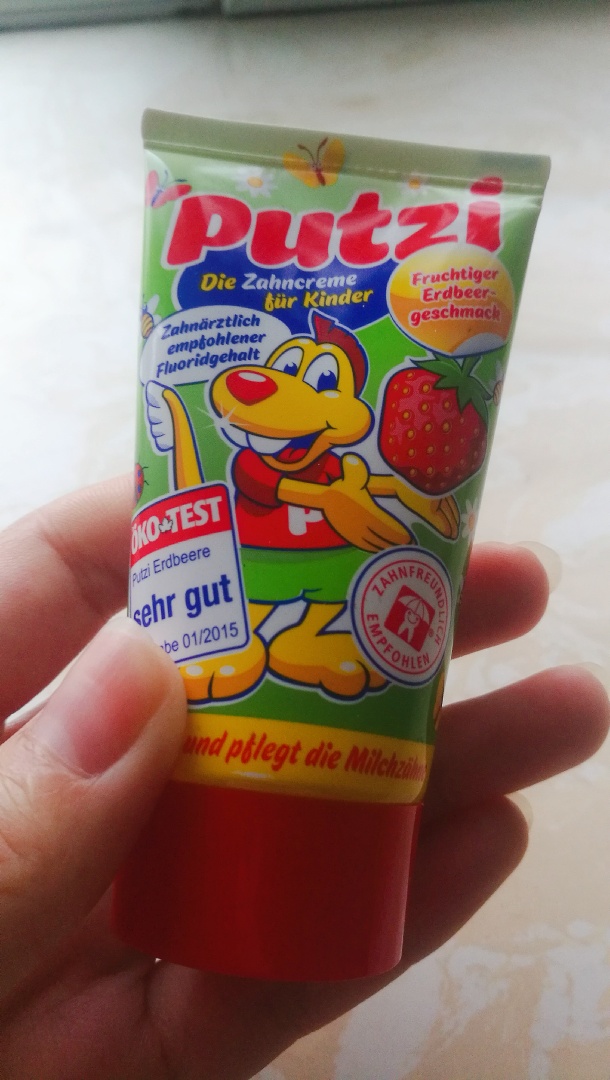 Putzi
Die Zahncreme
für Kinder
Fruchtiger
Erdbeer-
geschmack
Zahnärztlich
empfohlener
Fluoridgehalt
P
ÖKO TEST
Putzi Erdbeere
sehr gut
01/2015
ZAHNFREUNDLICH
EMPFOHLEN
und pflegt die